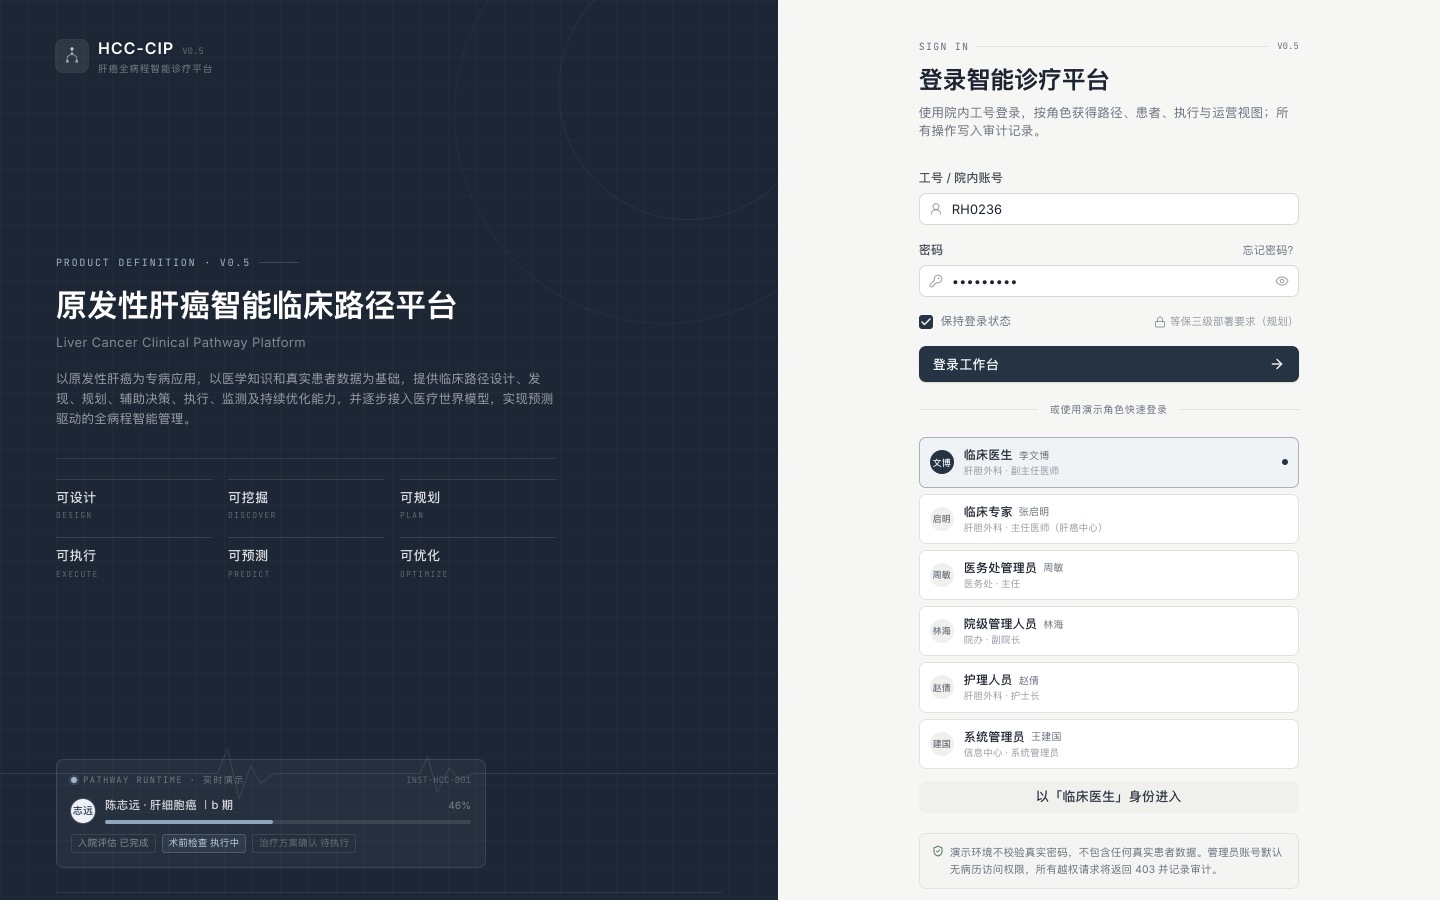 HCC-CIP V0.5
肝癌全病程智能诊疗平台
PRODUCT DEFINITION · V0.5
原发性肝癌智能临床路径平台
Liver Cancer Clinical Pathway Platform
以原发性肝癌为专病应用，以医学知识和真实患者数据为基础，提供临床路径设计、发
现、规划、辅助决策、执行、监测及持续优化能力，并逐步接入医疗世界模型，实现预测
驱动的全病程智能管理。
可设计
DESIGN
可挖掘
DISCOVER
可规划
PLAN
可执行
EXECUTE
可预测
PREDICT
可优化
OPTIMIZE
PATHWAY RUNTIME · 实时演示
INST-HCC-001
志远
陈志远 · 肝细胞癌 Ⅰb 期
46%
入院评估 已完成
术前检查 执行中
治疗方案确认 待执行
SIGN IN
V0.5
登录智能诊疗平台
使用院内工号登录，按角色获得路径、患者、执行与运营视图；所
有操作写入审计记录。
工号 / 院内账号
RH0236
密码
忘记密码?
•••••••••
保持登录状态
等保三级部署要求（规划）
登录工作台
或使用演示角色快速登录
文博
临床医生 李文博
肝胆外科 · 副主任医师
启明
临床专家 张启明
肝胆外科 · 主任医师（肝癌中心）
周敏
医务处管理员 周敏
医务处 · 主任
林海
院级管理人员 林海
院办 · 副院长
赵倩
护理人员 赵倩
肝胆外科 · 护士长
建国
系统管理员 王建国
信息中心 · 系统管理员
以「临床医生」身份进入
演示环境不校验真实密码，不包含任何真实患者数据。管理员账号默认
无病历访问权限，所有越权请求将返回 403 并记录审计。